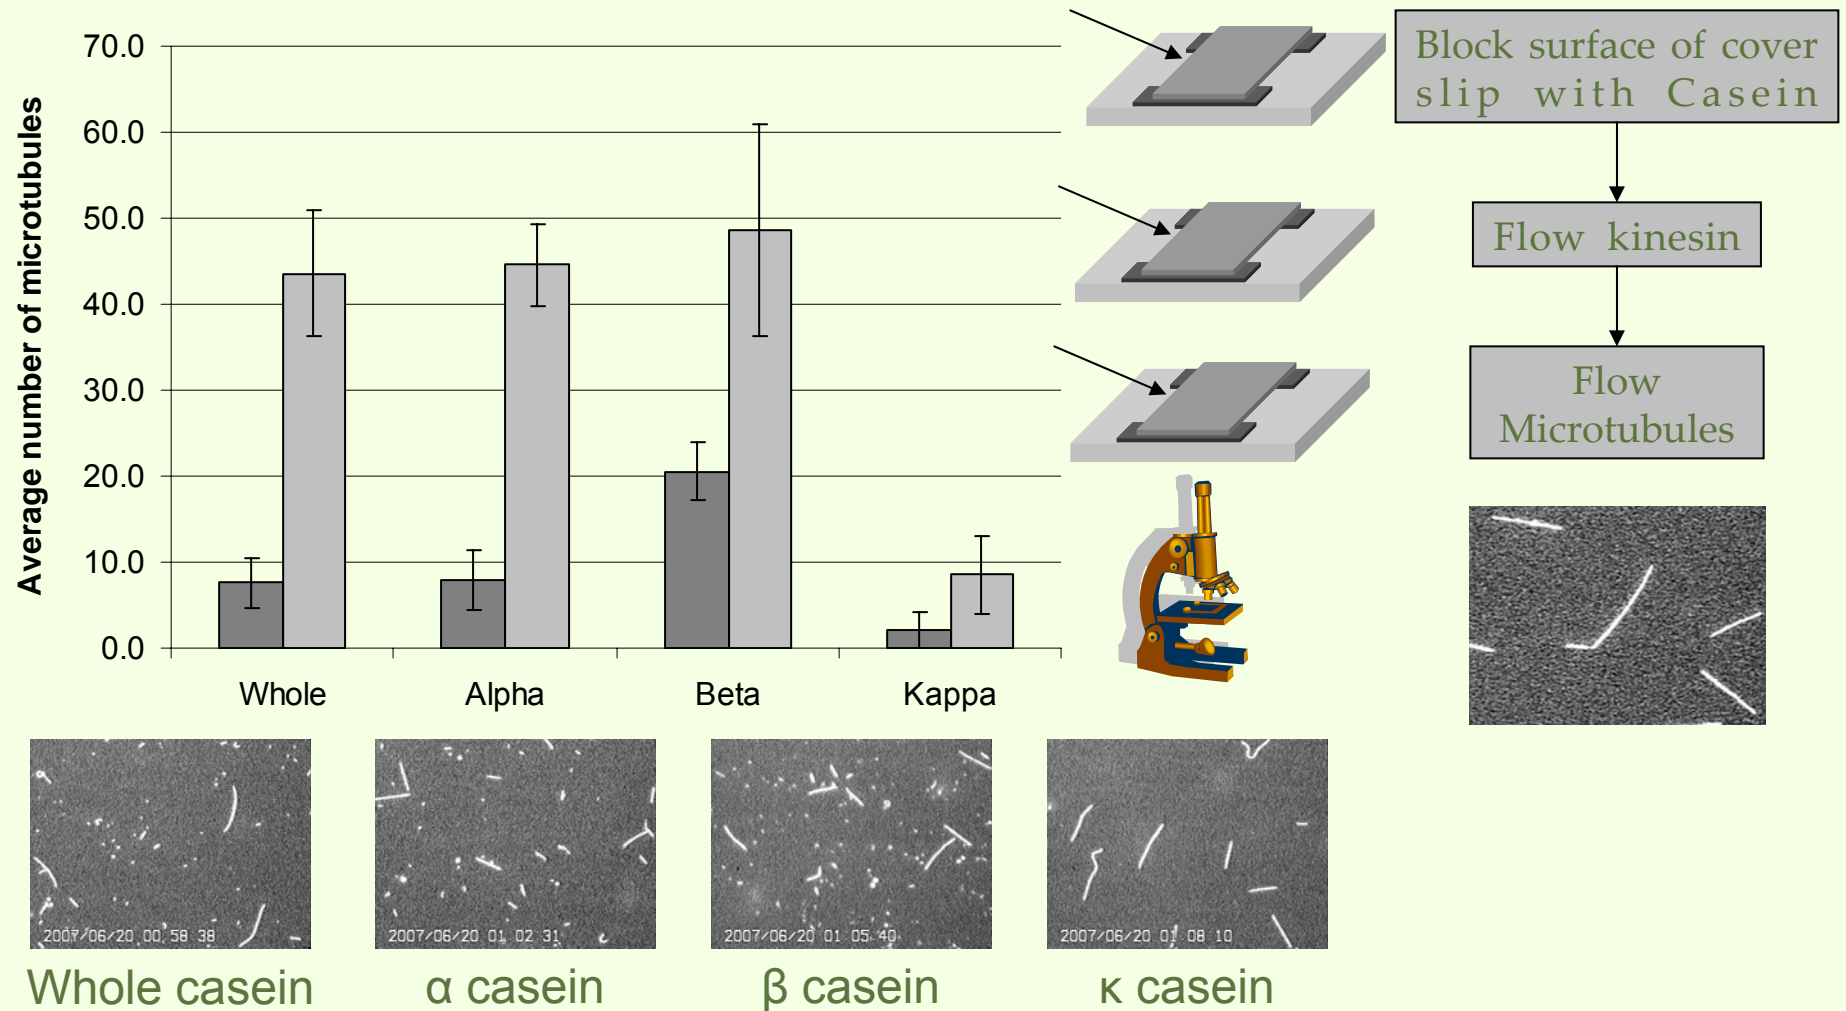 Average number of microtubules
70.0
60.0
50.0
40.0
30.0
20.0
10.0
0.0
Whole
Alpha
Beta
Kappa
Block surface of cover
slip with Casein
Flow kinesin
Flow
Microtubules
2007/06/20 00 58 38
2007/06/20 01 02 31
2007/06/20 01 05 40
2007/06/20 01 08 10
Whole casein
α casein
β casein
κ casein